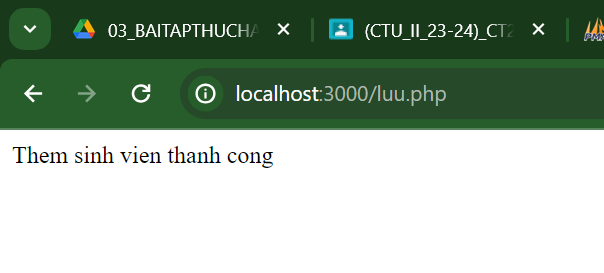 03_BAITAPTHUCHA
(CTU_II_23-24)_CT2
localhost:3000/luu.php
Them sinh vien thanh cong